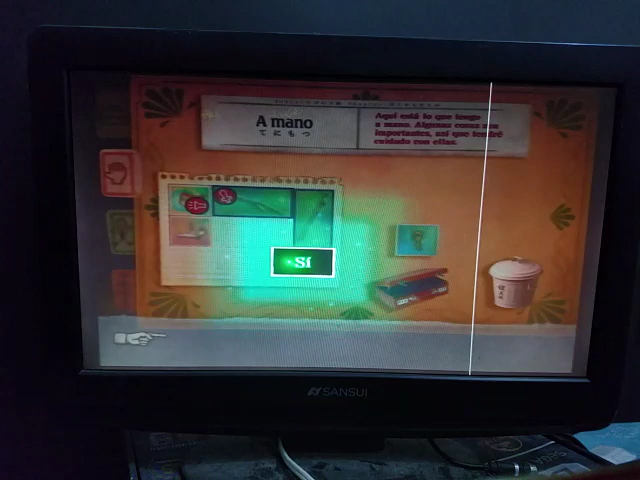 A mano
てにもつ
Aquí está lo que tengo
a mano. Algunas cosas son
importantes, así que tendré
cuidado con ellas.
Sí
SANSUI